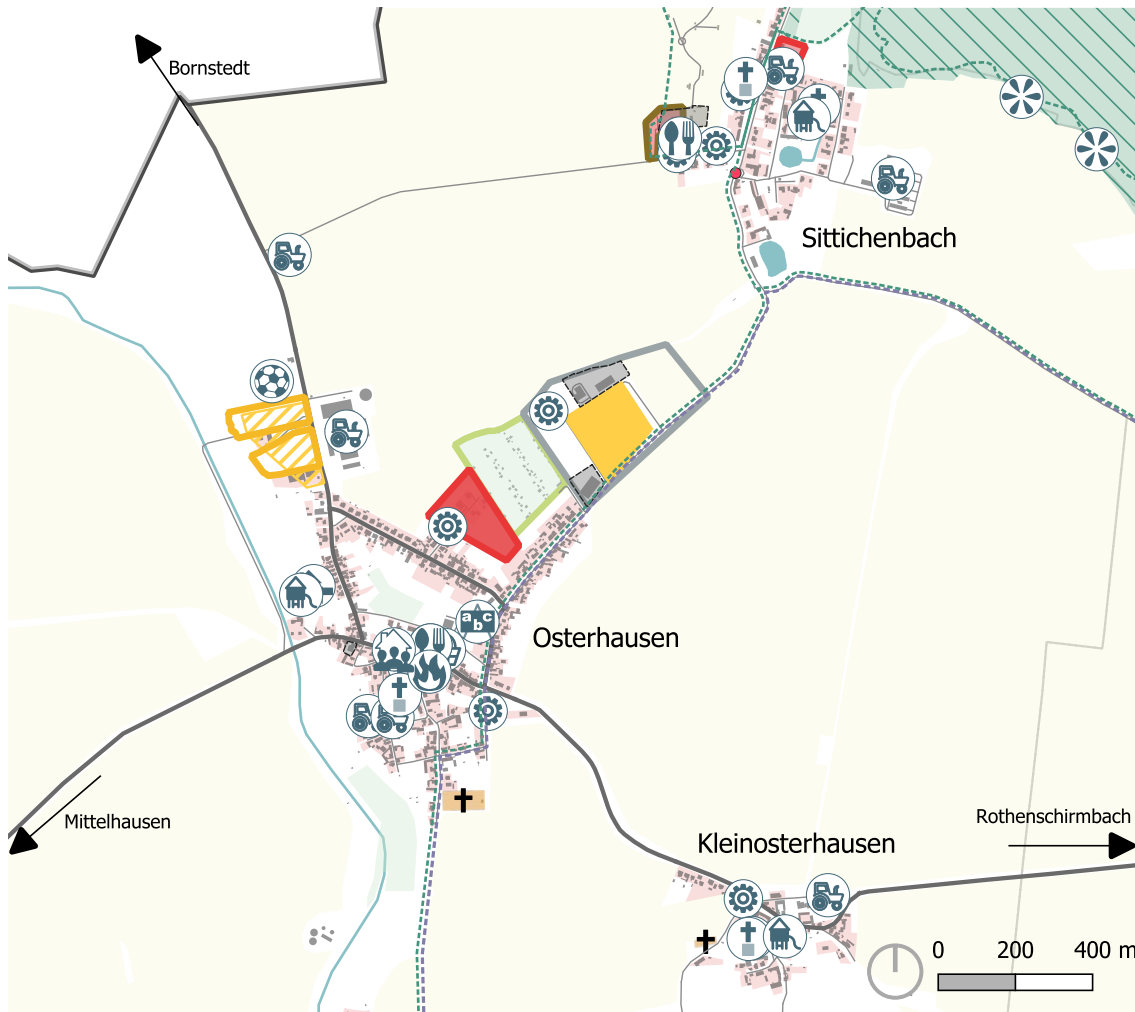 Bornstedt
Sittichenbach
a c
b
Osterhausen
Mittelhausen
Rothenschirmbach
Kleinosterhausen
0 200 400 m